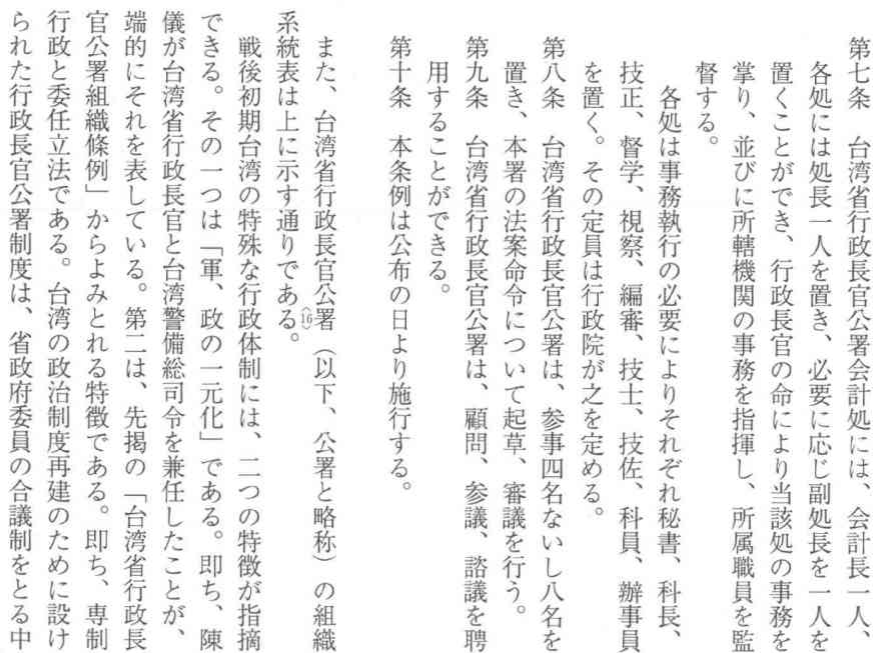 第七条　台湾省行政長官公署会計処には、会計長一人、
各処には処長一人を置き、必要に応じ副処長を一人を
置くことができ、行政長官の命により当該処の事務を
掌り、並びに所轄機関の事務を指揮し、所属職員を監
督する。
各処は事務執行の必要によりそれぞれ秘書、科長、
技正、督学、視察、編審、技士、技佐、科員、辦事員
を置く。その定員は行政院が之を定める。
第八条　台湾省行政長官公署は、参事四名ないし八名を
置き、本署の法案命令について起草、審議を行う。
第九条　台湾省行政長官公署は、顧問、参議、諮議を聘
用することができる。
第十条　本条例は公布の日より施行する。
また、台湾省行政長官公署（以下、公署と略称）の組織
系統表は上に示す通りである。(16)
戦後初期台湾の特殊な行政体制には、二つの特徴が指摘
できる。その一つは「軍、政の一元化」である。即ち、陳
儀が台湾省行政長官と台湾警備総司令を兼任したことが、
端的にそれを表している。第二は、先掲の「台湾省行政長
官公署組織條例」からよみとれる特徴である。即ち、専制
行政と委任立法である。台湾の政治制度再建のために設け
られた行政長官公署制度は、省政府委員の合議制をとる中